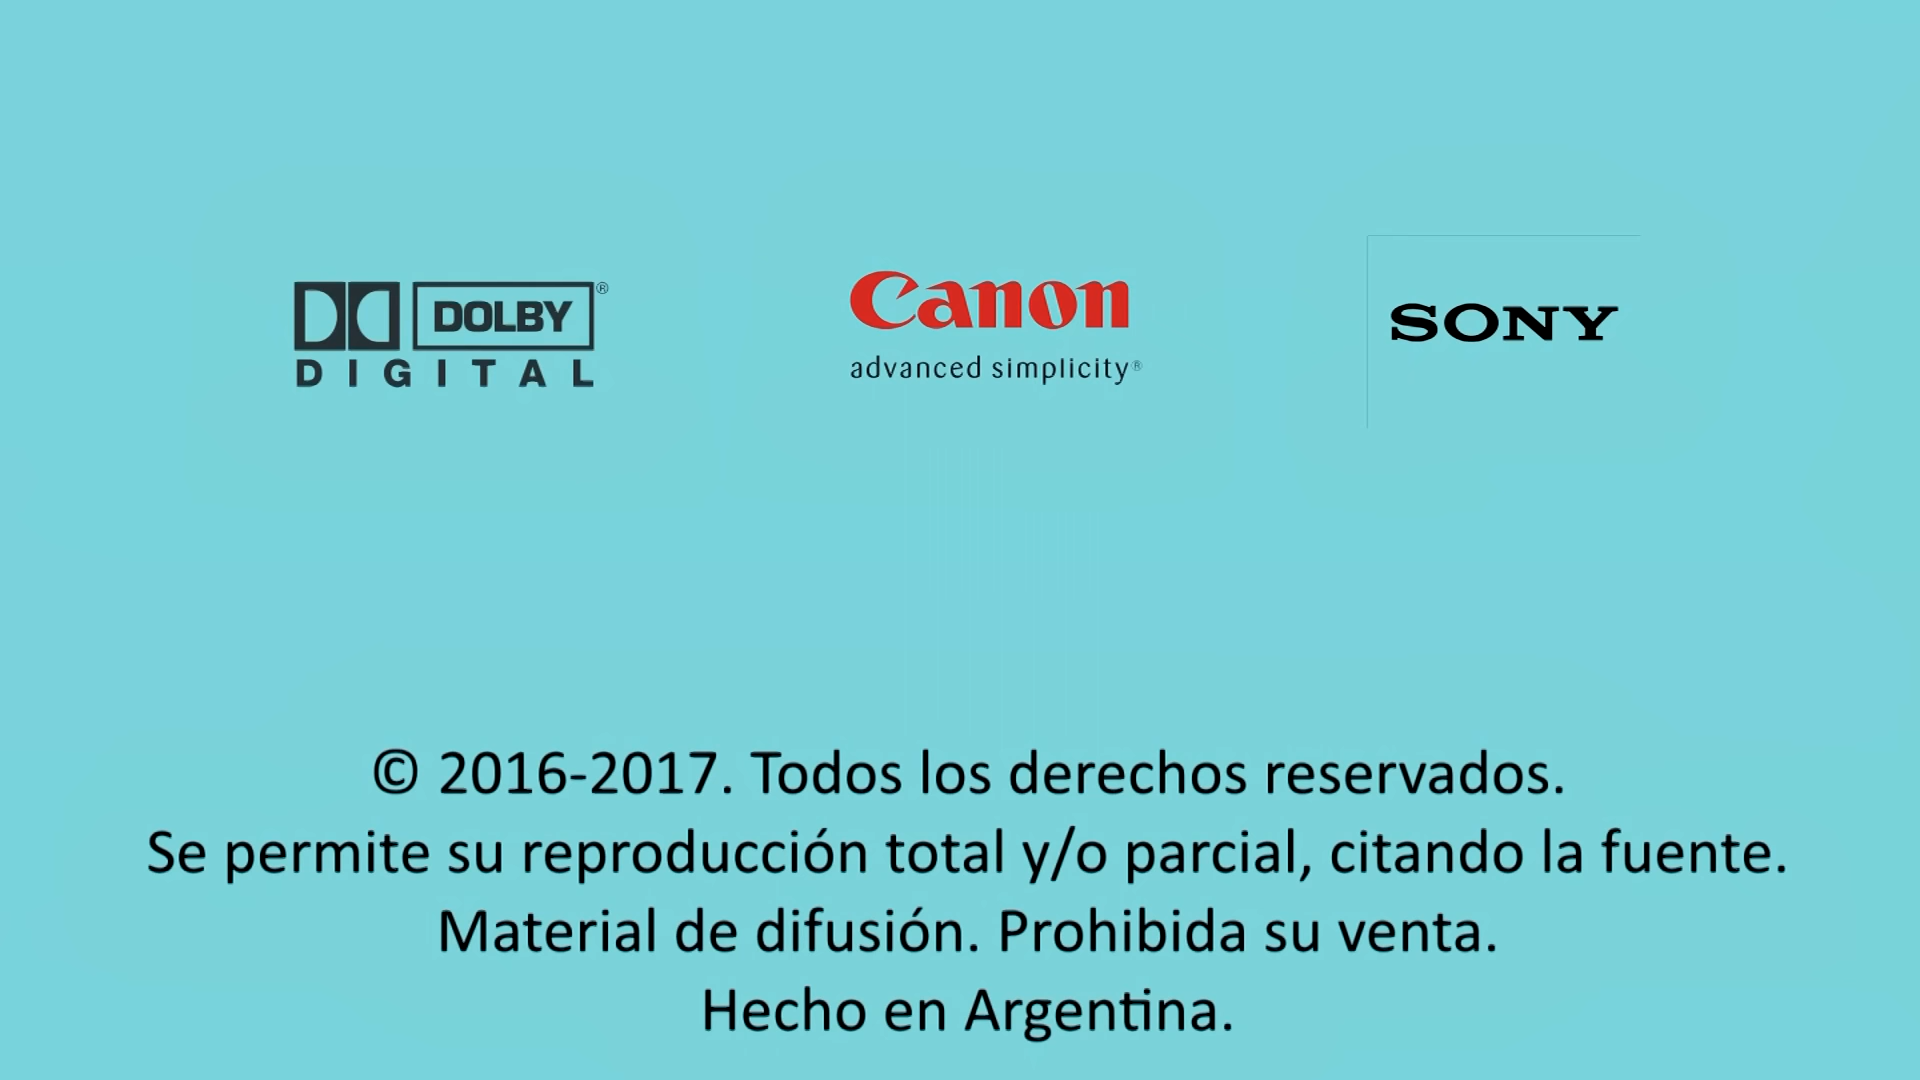 DOLBY®
DIGITAL
Canon
advanced simplicity®
SONY
© 2016-2017. Todos los derechos reservados.
Se permite su reproducción total y/o parcial, citando la fuente.
Material de difusión. Prohibida su venta.
Hecho en Argentina.